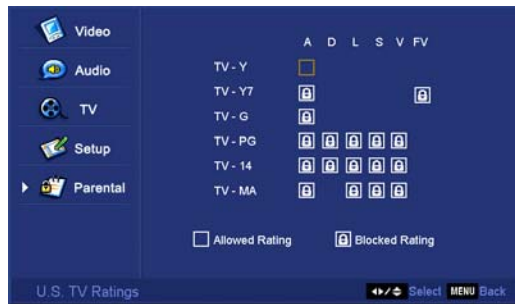 Video
Audio
TV
Setup
Parental
A D L S V FV
TV - Y
TV - Y7
TV - G
TV - PG
TV - 14
TV - MA
Allowed Rating Blocked Rating
U.S. TV Ratings
Select MENU Back